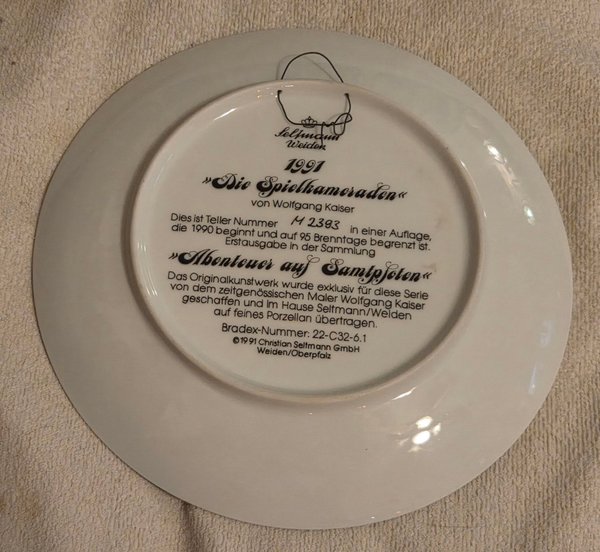 Seltmann
Weiden
1991
»Die Spielkameraden«
von Wolfgang Kaiser
Dies ist Teller Nummer M 2393 in einer Auflage,
die 1990 beginnt und auf 95 Brenntage begrenzt ist.
Erstausgabe in der Sammlung
»Abenteuer auf Samtpfoten«
Das Originalkunstwerk wurde exklusiv für diese Serie
von dem zeitgenössischen Maler Wolfgang Kaiser
geschaffen und im Hause Seltmann/Weiden
auf feines Porzellan übertragen.
Bradex-Nummer: 22-C32-6.1
©1991 Christian Seltmann GmbH
Weiden/Oberpfalz